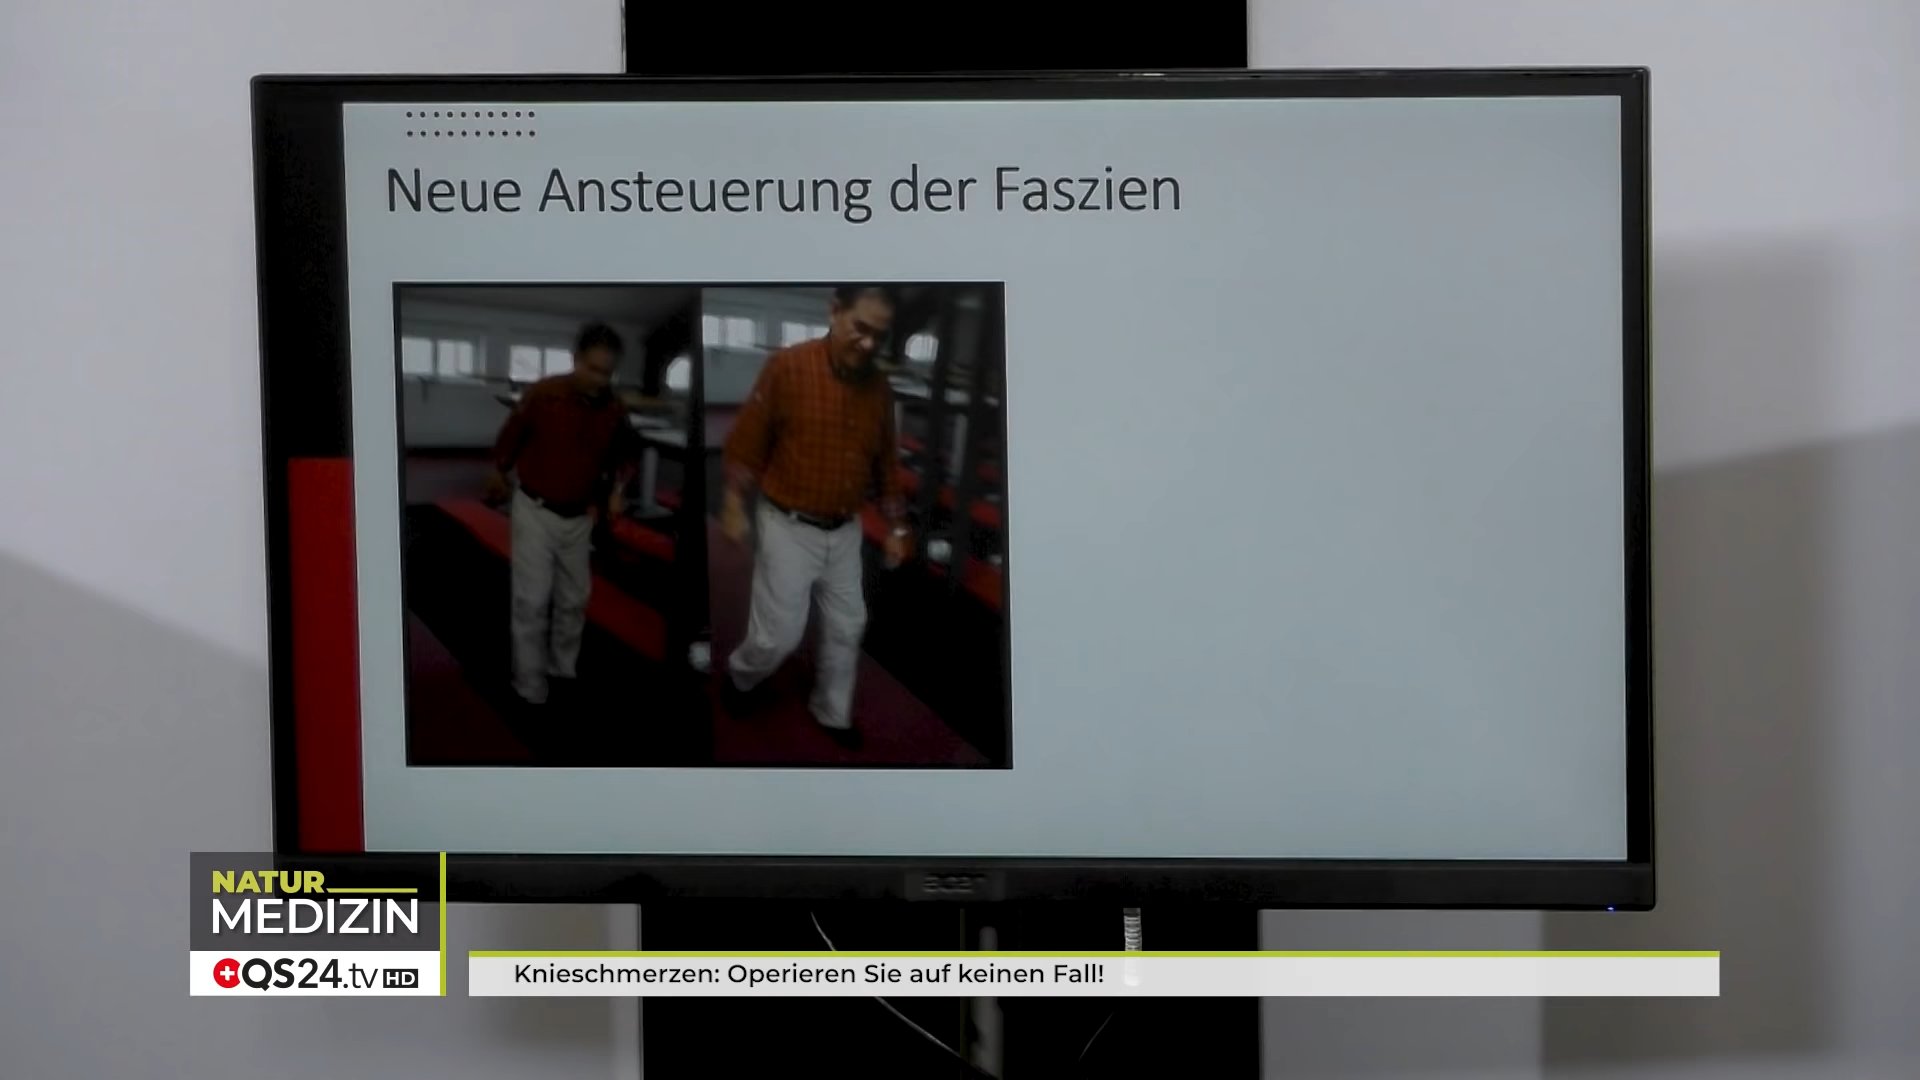 Neue Ansteuerung der Faszien
acer
NATUR
MEDIZIN
QS24.tv HD
Knieschmerzen: Operieren Sie auf keinen Fall!